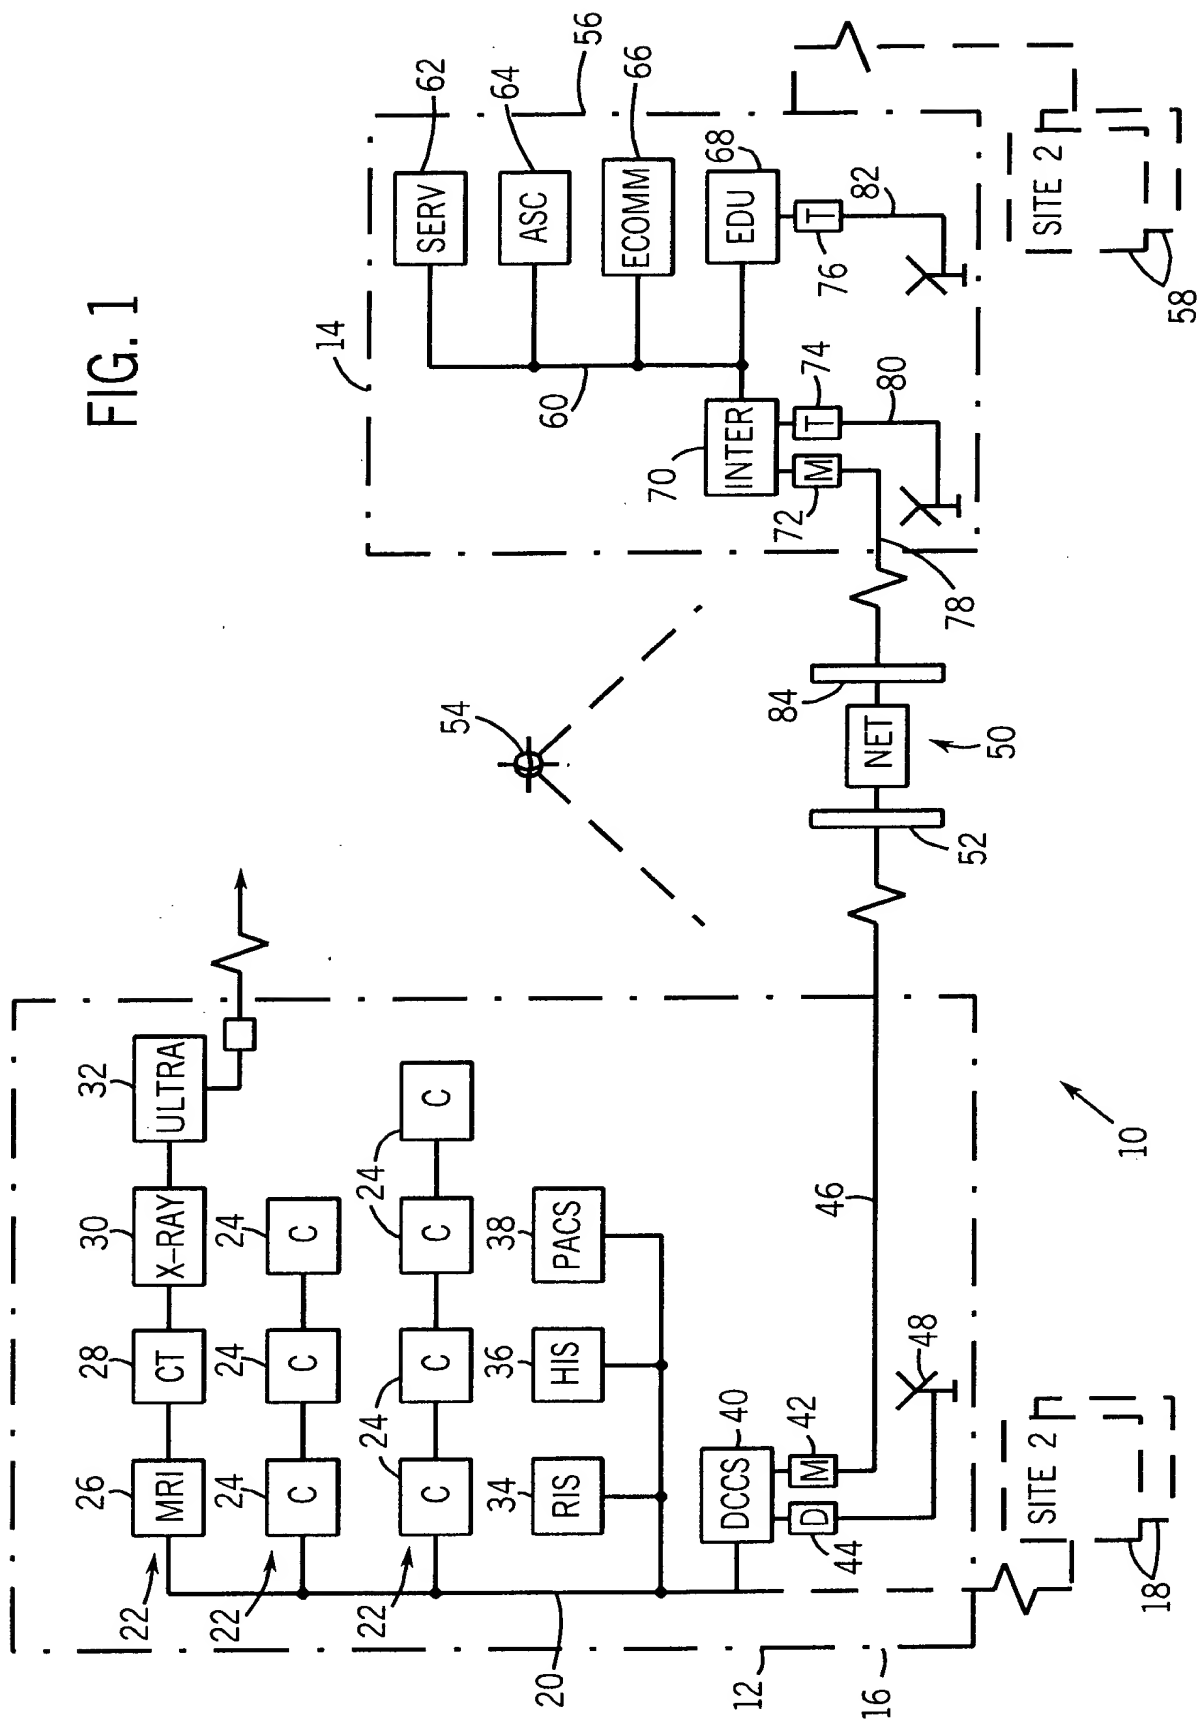 FIG. 1
22
26
MRI
28
CT
30
X-RAY
32
ULTRA
22
24
C
24
C
24
C
22
24
C
C
24
C
C
34
RIS
36
HIS
38
PACS
20
40
DCCS
44
D
42
M
46
48
12
16
SITE 2
18
10
54
52
NET
50
84
78
14
56
62
SERV
64
ASC
66
ECOMM
68
EDU
60
70
INTER
72
M
74
T
80
76
T
82
SITE 2
58